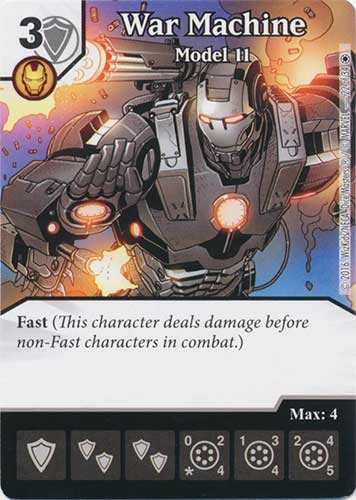 3
War Machine
Model 11
Fast (This character deals damage before
non-Fast characters in combat.)
Max: 4
0 2 1 3 2 4
* 4 4 5